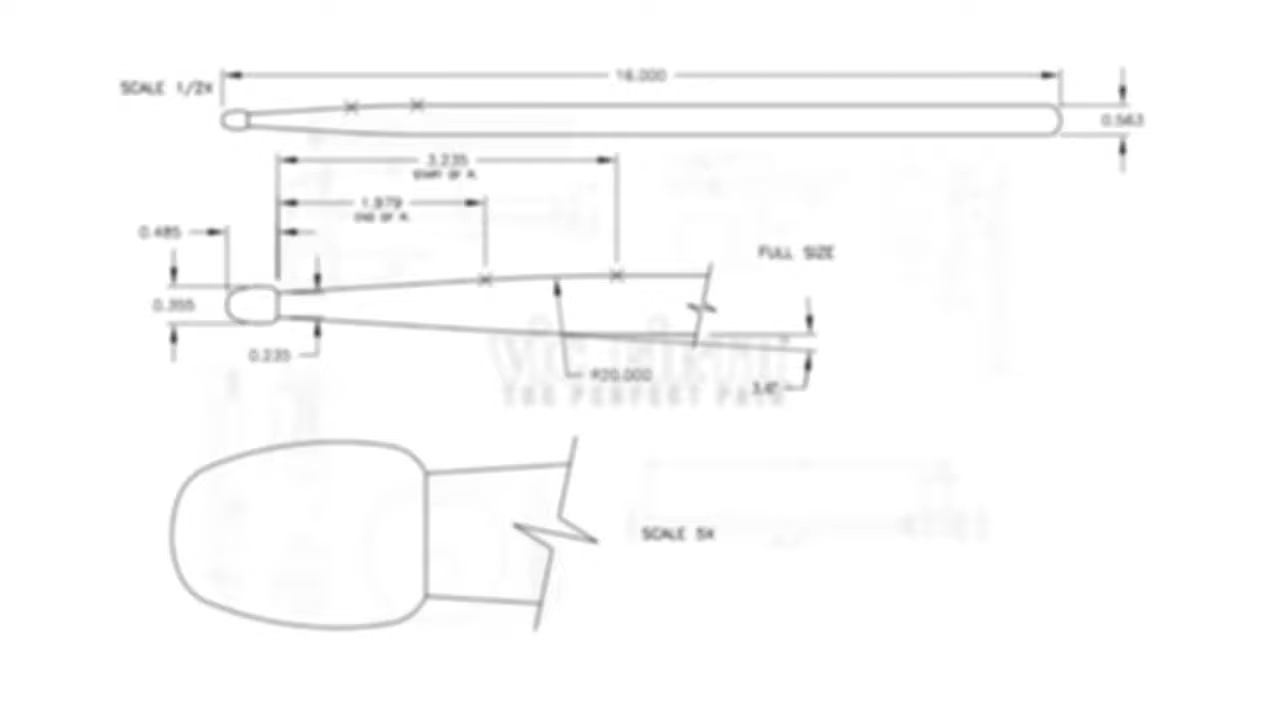 16.000
SCALE 1/2X
0.563
3.235
START OF R.
1.979
END OF R.
0.485
FULL SIZE
0.355
0.235
R20.000
THE PERFECT PAIR
SCALE 5X